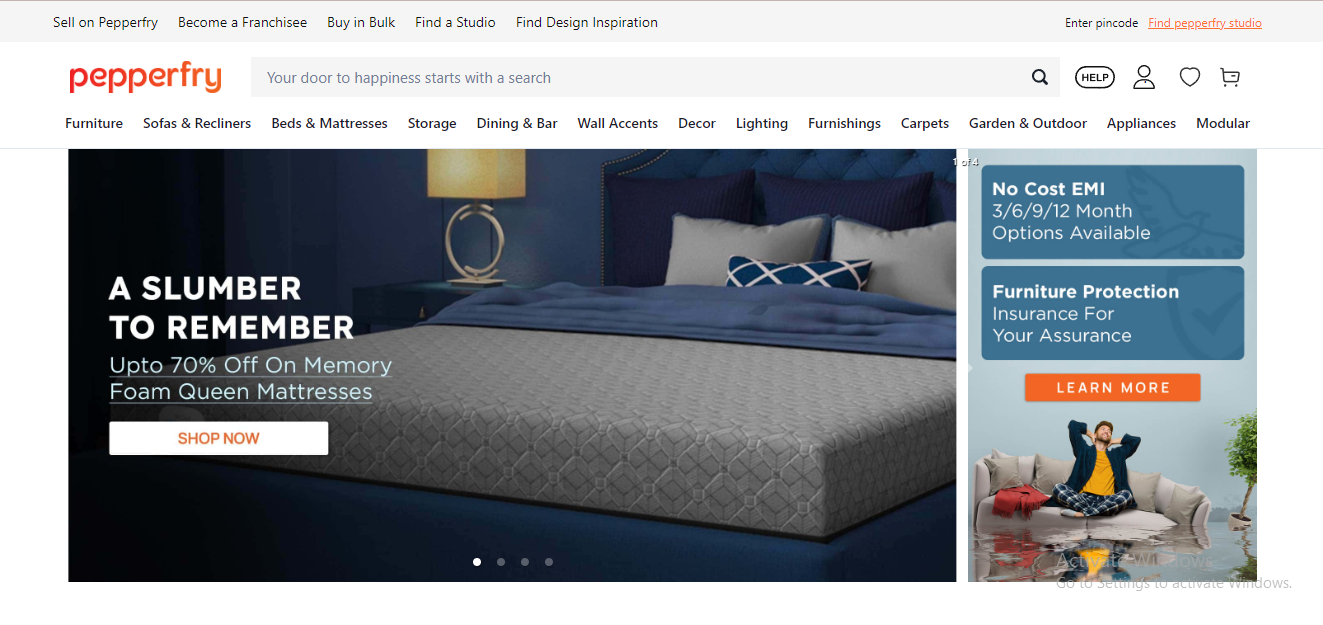 Sell on Pepperfry Become a Franchisee Buy in Bulk Find a Studio Find Design Inspiration Enter pincode Find pepperfry studio
pepperfry Your door to happiness starts with a search HELP
Furniture Sofas & Recliners Beds & Mattresses Storage Dining & Bar Wall Accents Decor Lighting Furnishings Carpets Garden & Outdoor Appliances Modular
1 of 4
A SLUMBER
TO REMEMBER
Upto 70% Off On Memory
Foam Queen Mattresses
SHOP NOW
No Cost EMI
3/6/9/12 Month
Options Available
Furniture Protection
Insurance For
Your Assurance
LEARN MORE
Activate Windows
Go to Settings to activate Windows.